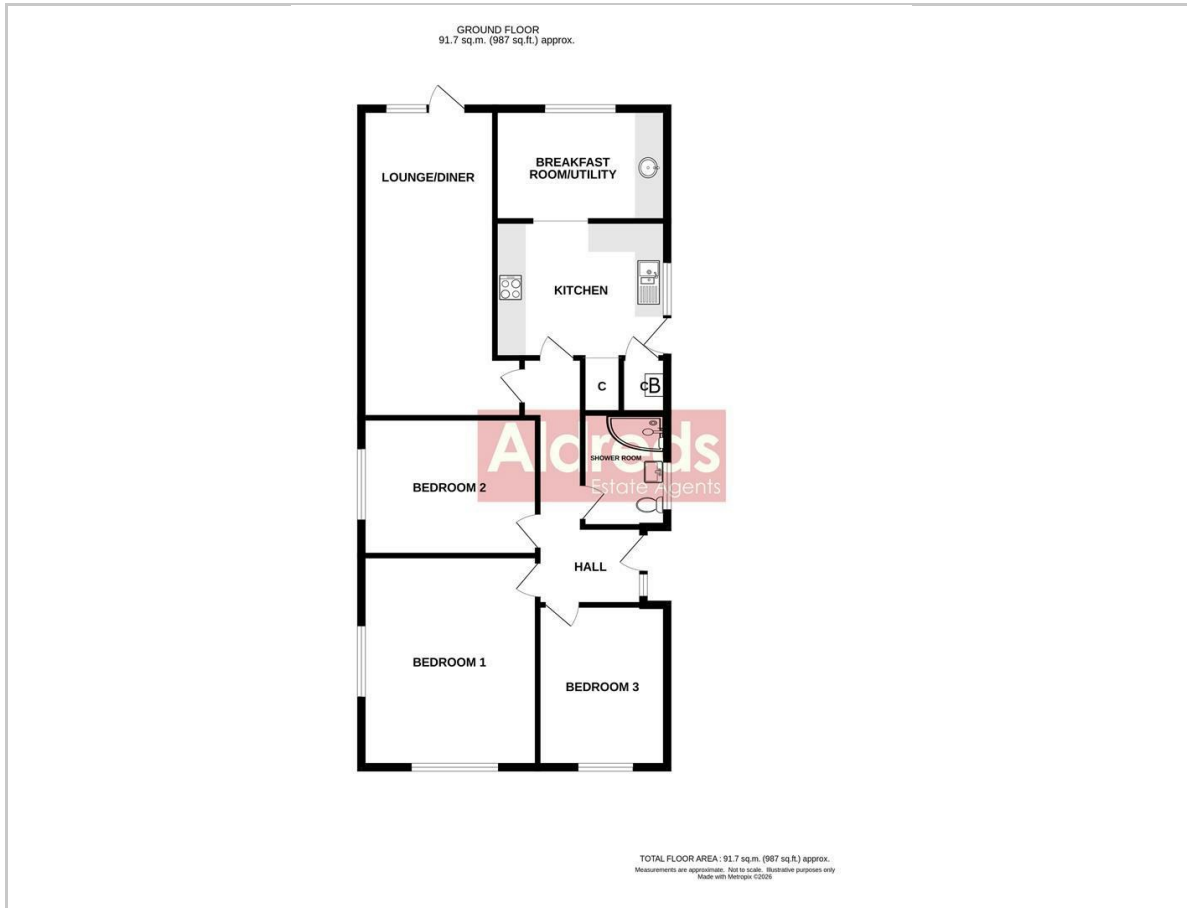 GROUND FLOOR
91.7 sq.m. (987 sq.ft.) approx.
LOUNGE/DINER
BREAKFAST
ROOM/UTILITY
KITCHEN
C
CB
Aldreds
Estate Agents
SHOWER ROOM
BEDROOM 2
HALL
BEDROOM 1
BEDROOM 3
TOTAL FLOOR AREA : 91.7 sq.m. (987 sq.ft.) approx.
Measurements are approximate. Not to scale. Illustrative purposes only
Made with Metropix ©2026